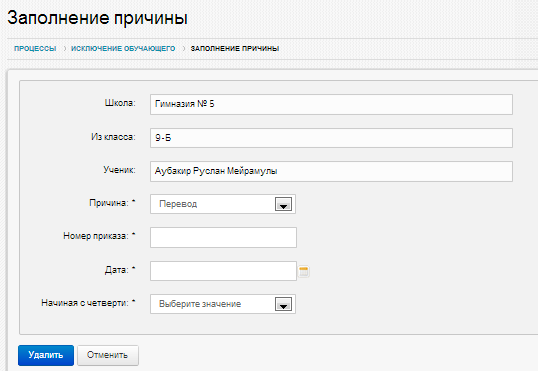 Заполнение причины
ПРОЦЕССЫ > ИСКЛЮЧЕНИЕ ОБУЧАЮЩЕГО > ЗАПОЛНЕНИЕ ПРИЧИНЫ
Школа: Гимназия № 5
Из класса: 9-Б
Ученик: Аубакир Руслан Мейрамулы
Причина: * Перевод
Номер приказа: *
Дата: *
Начиная с четверти: * Выберите значение
Удалить Отменить